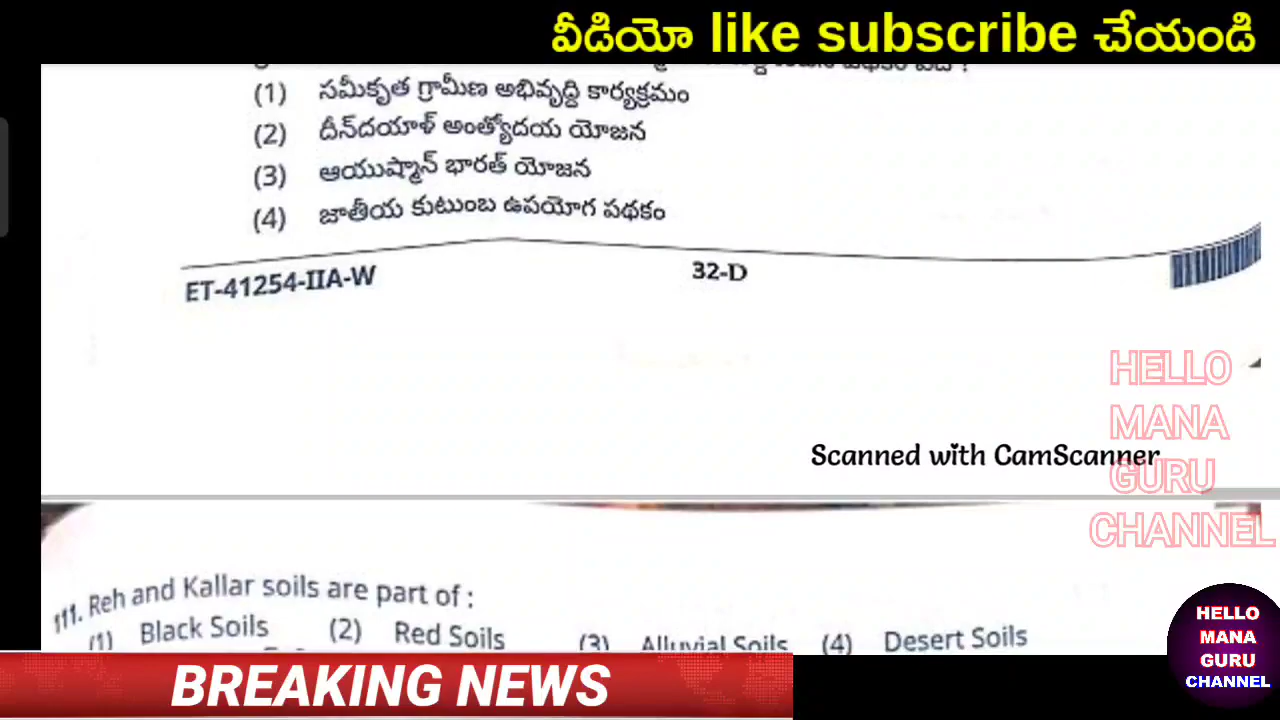 వీడియో like subscribe చేయండి
(1) సమీకృత గ్రామీణ అభివృద్ధి కార్యక్రమం
(2) దీన్‌దయాళ్ అంత్యోదయ యోజన
(3) ఆయుష్మాన్ భారత్ యోజన
(4) జాతీయ కుటుంబ ఉపయోగ పథకం
ET-41254-IIA-W 32-D
HELLO
MANA
GURU
CHANNEL
Scanned with CamScanner
111. Reh and Kallar soils are part of :
(1) Black Soils (2) Red Soils (3) Alluvial Soils (4) Desert Soils
BREAKING NEWS
HELLO
MANA
GURU
CHANNEL